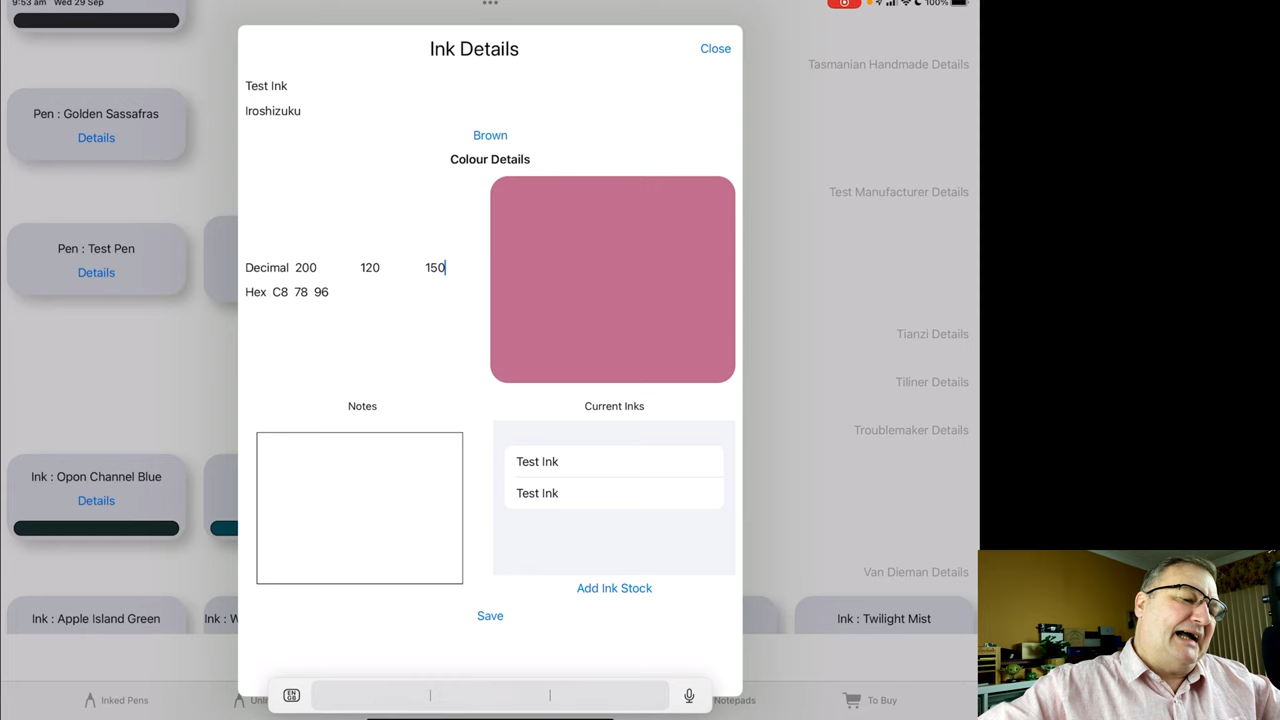 9:53 am Wed 29 Sep
100%
Ink Details
Close
Test Ink
Iroshizuku
Brown
Colour Details
Decimal 200 120 150
Hex C8 78 96
Notes
Current Inks
Test Ink
Test Ink
Add Ink Stock
Save
EN
GB
Pen : Golden Sassafras
Details
Pen : Test Pen
Details
Ink : Opon Channel Blue
Details
Ink : Apple Island Green
Ink : W
Ink : Twilight Mist
Tasmanian Handmade Details
Test Manufacturer Details
Tianzi Details
Tiliner Details
Troublemaker Details
Van Dieman Details
Inked Pens
Notepads
To Buy